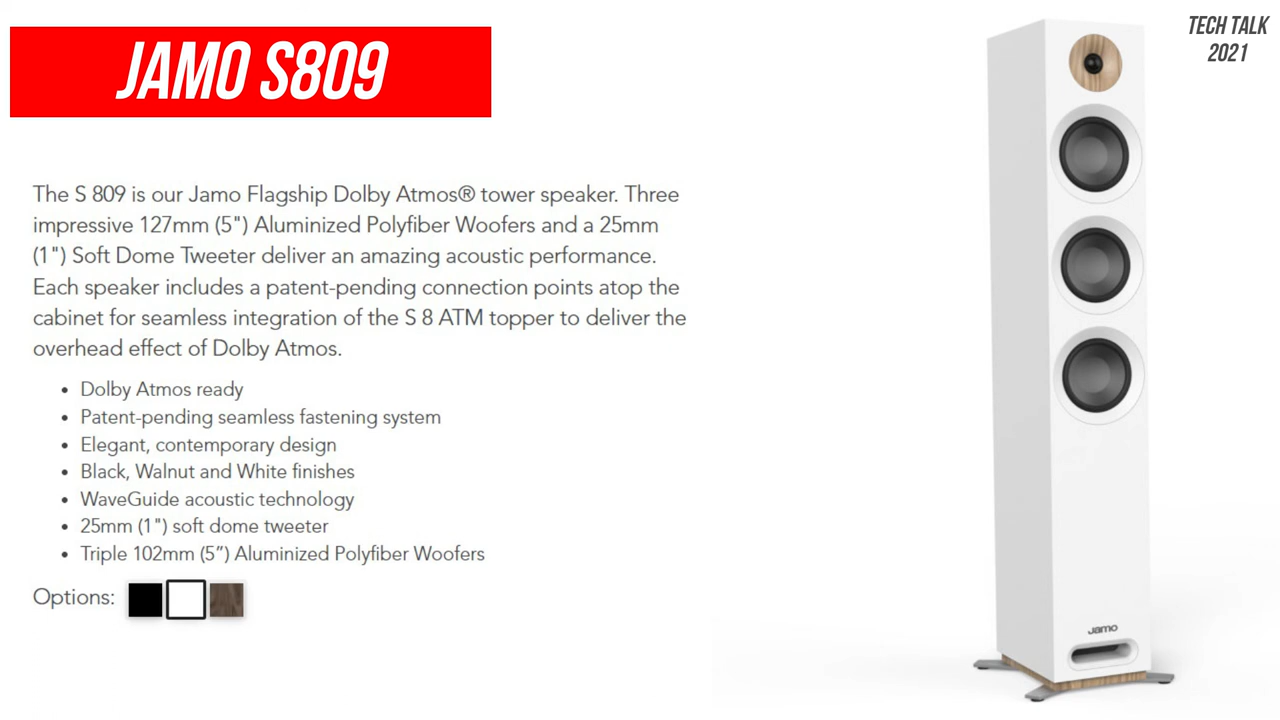 JAMO S809
TECH TALK
2021
The S 809 is our Jamo Flagship Dolby Atmos® tower speaker. Three
impressive 127mm (5") Aluminized Polyfiber Woofers and a 25mm
(1") Soft Dome Tweeter deliver an amazing acoustic performance.
Each speaker includes a patent-pending connection points atop the
cabinet for seamless integration of the S 8 ATM topper to deliver the
overhead effect of Dolby Atmos.
• Dolby Atmos ready
• Patent-pending seamless fastening system
• Elegant, contemporary design
• Black, Walnut and White finishes
• WaveGuide acoustic technology
• 25mm (1") soft dome tweeter
• Triple 102mm (5”) Aluminized Polyfiber Woofers
Options:
Jamo